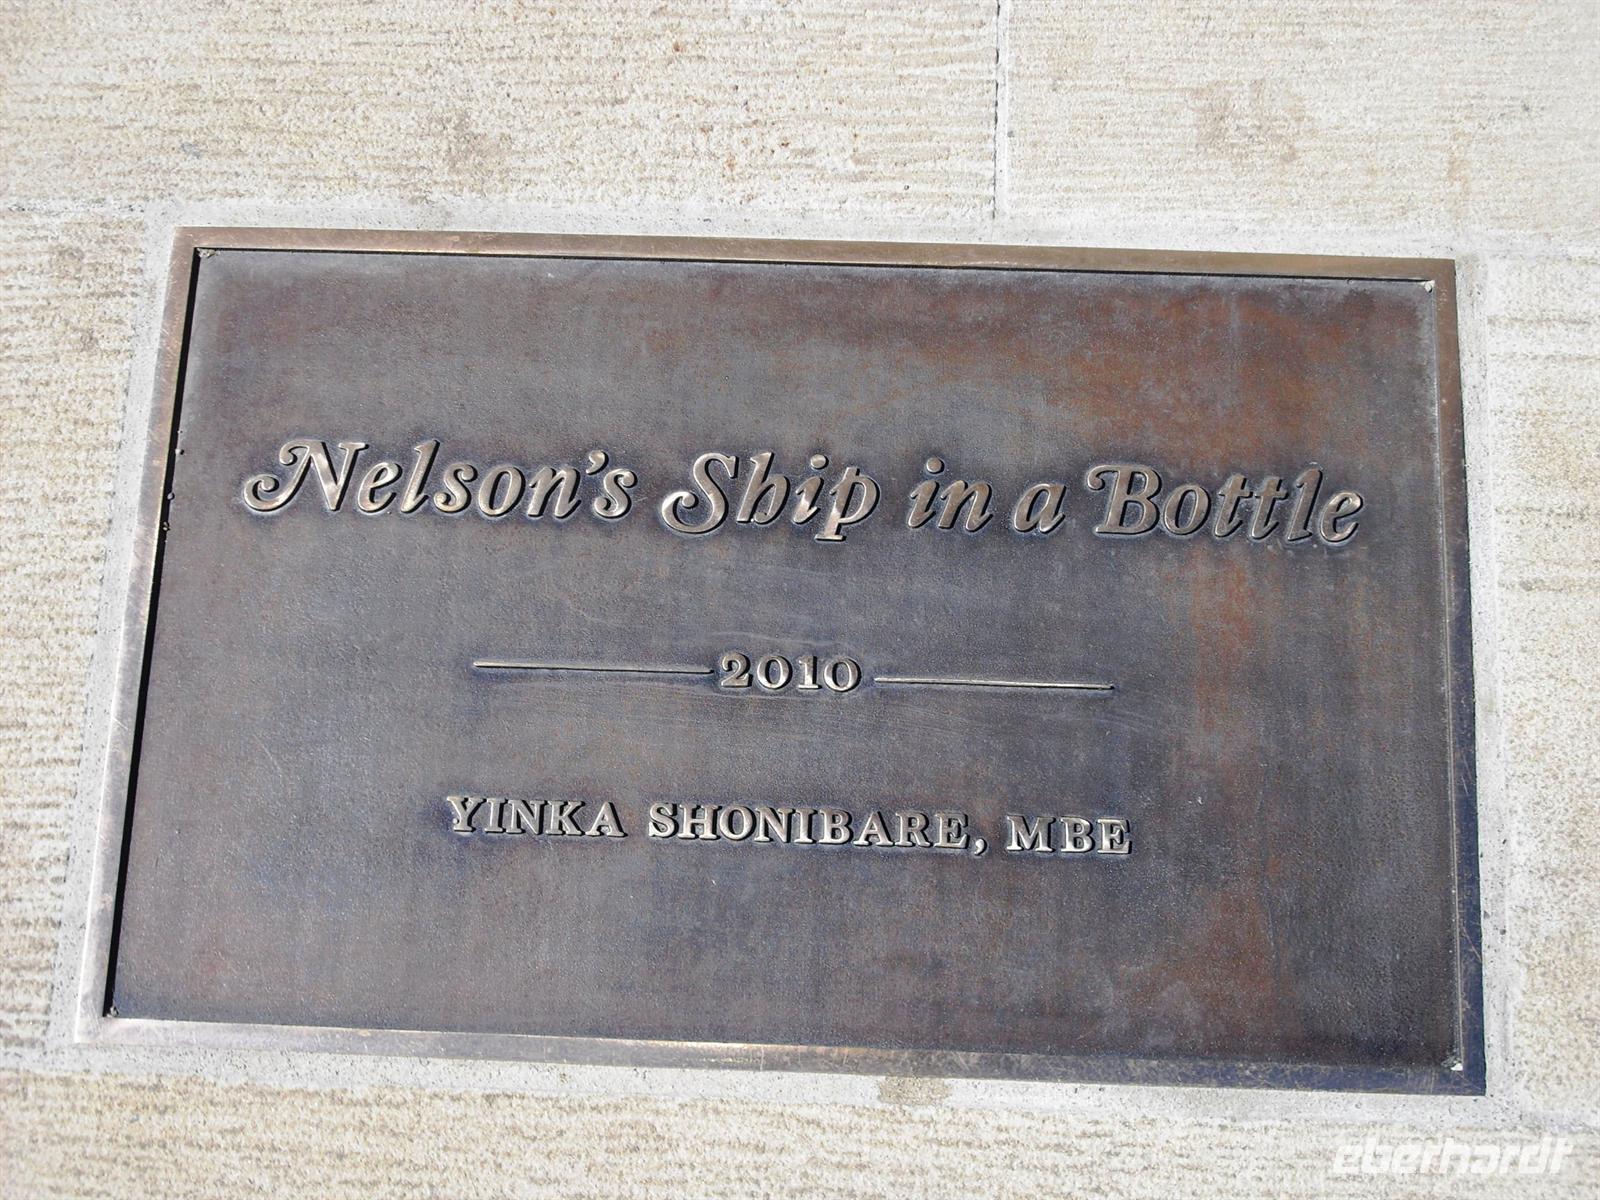 Nelson's Ship in a Bottle
2010
YINKA SHONIBARE, MBE
eberhardt